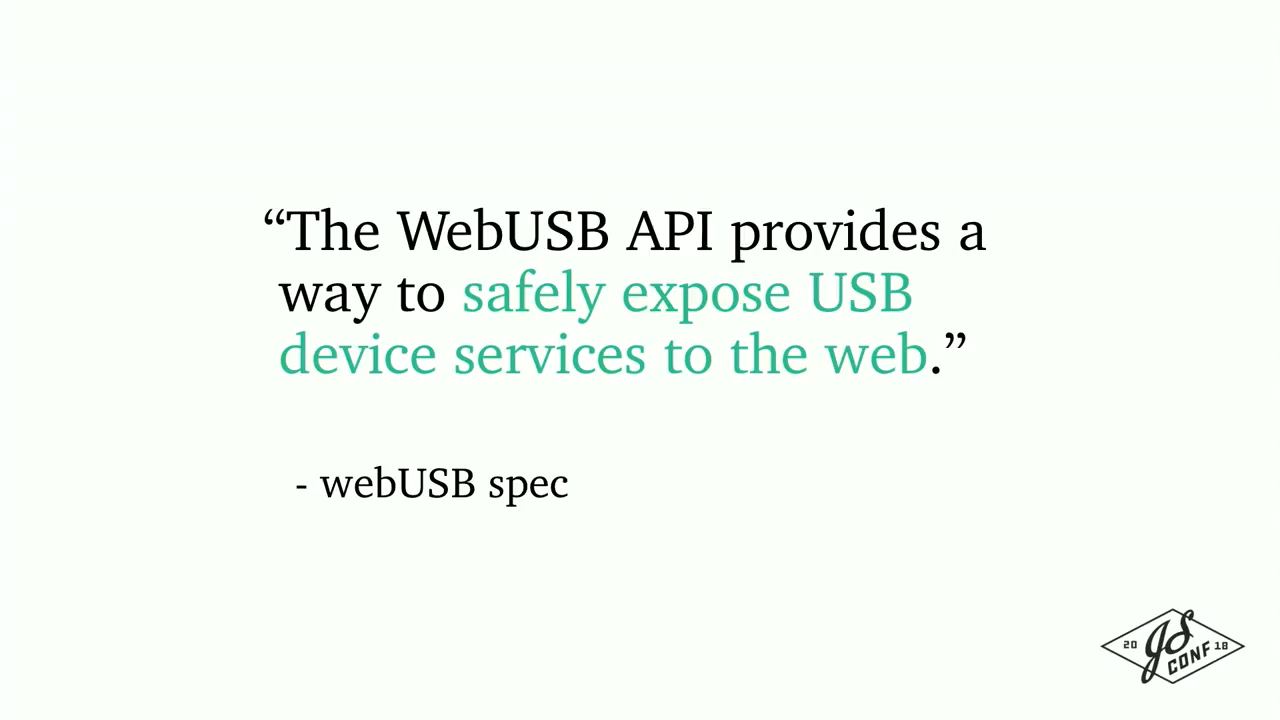 “The WebUSB API provides a
way to safely expose USB
device services to the web.”
- webUSB spec
20 JS CONF 18